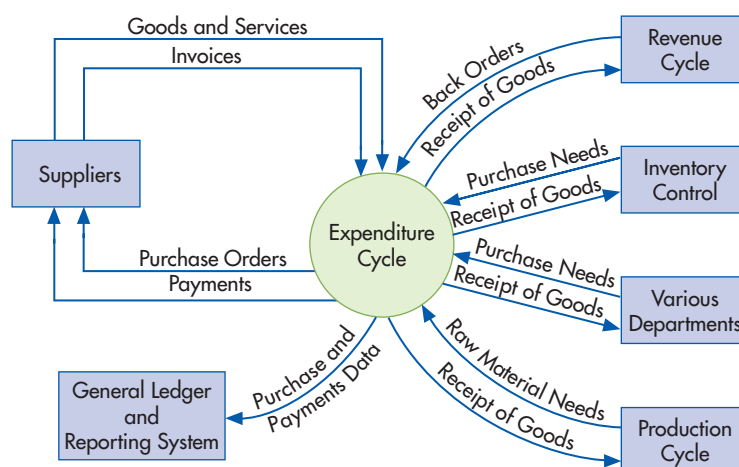 Goods and Services
Invoices
Suppliers
Purchase Orders
Payments
Expenditure
Cycle
Back Orders
Receipt of Goods
Revenue
Cycle
Purchase Needs
Receipt of Goods
Inventory
Control
Purchase Needs
Receipt of Goods
Various
Departments
Raw Material Needs
Receipt of Goods
Production
Cycle
Purchase and
Payments Data
General Ledger
and
Reporting System